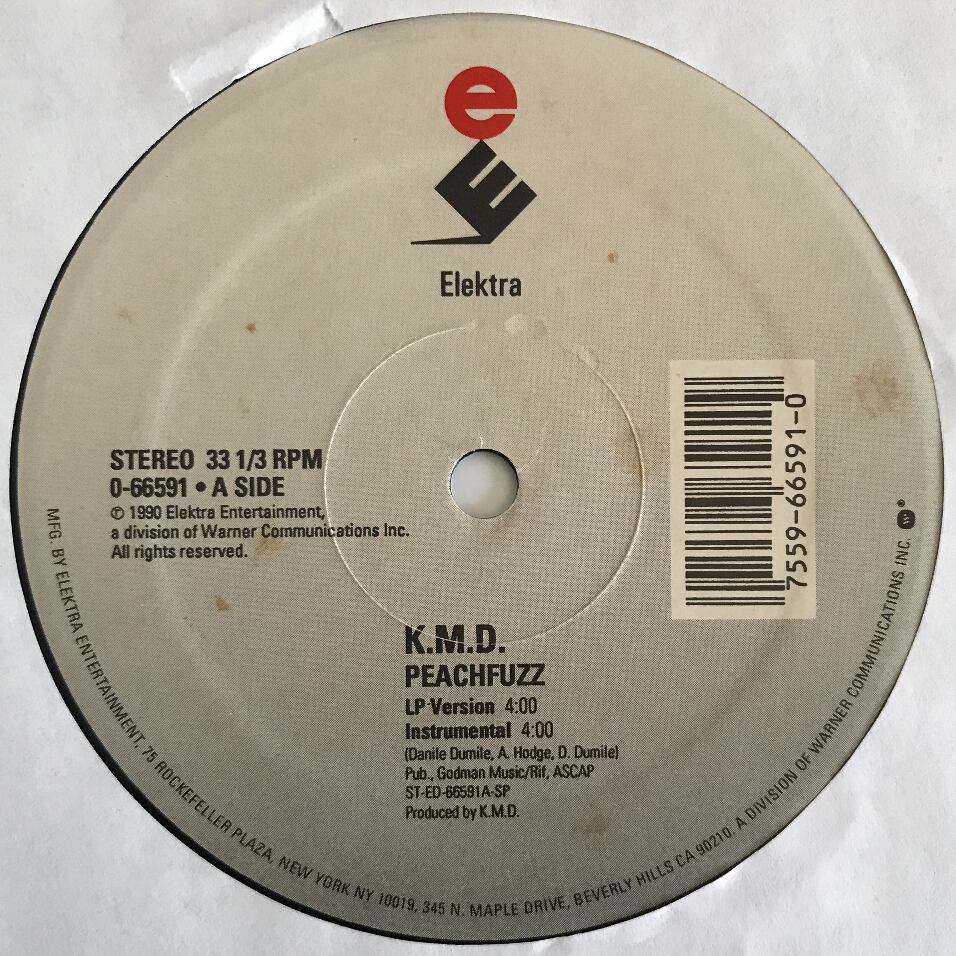 e
E
Elektra
STEREO 33 1/3 RPM
0-66591 • A SIDE
℗ 1990 Elektra Entertainment,
a division of Warner Communications Inc.
All rights reserved.
7559-66591-0
K.M.D.
PEACHFUZZ
LP Version 4:00
Instrumental 4:00
(Danile Dumile, A. Hodge, D. Dumile)
Pub., Godman Music/Rif, ASCAP
ST-ED-66591A-SP
Produced by K.M.D.
MFG. BY ELEKTRA ENTERTAINMENT, 75 ROCKEFELLER PLAZA, NEW YORK NY 10019, 345 N. MAPLE DRIVE, BEVERLY HILLS CA 90210. A DIVISION OF WARNER COMMUNICATIONS INC. ®